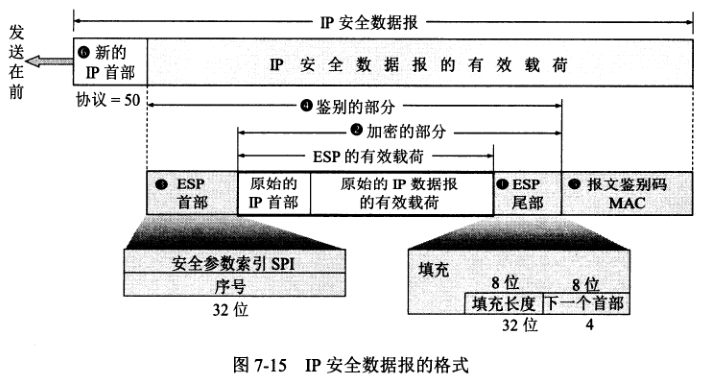 IP 安全数据报
发送在前
❻ 新的
IP 首部
IP 安全数据报的有效载荷
协议 = 50
❹鉴别的部分
❷加密的部分
ESP 的有效载荷
ESP
首部
原始的
IP 首部
原始的 IP 数据报
的有效载荷
❶ESP
尾部
报文鉴别码
MAC
安全参数索引 SPI
序号
32 位
填充
8 位
8 位
填充长度
下一个首部
32 位
4
图 7-15 IP 安全数据报的格式